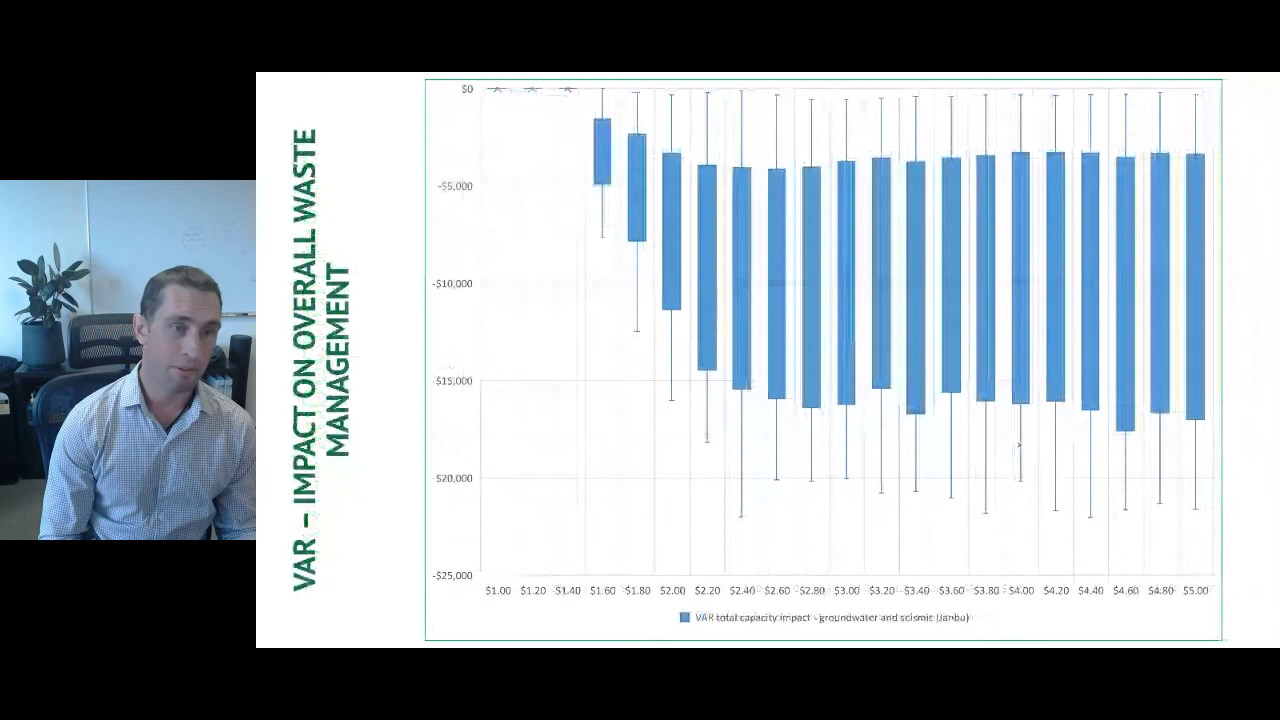 VAR – IMPACT ON OVERALL WASTE
MANAGEMENT
$0
-$5,000
-$10,000
-$15,000
-$20,000
-$25,000
$1.00 $1.20 $1.40 $1.60 $1.80 $2.00 $2.20 $2.40 $2.60 $2.80 $3.00 $3.20 $3.40 $3.60 $3.80 $4.00 $4.20 $4.40 $4.60 $4.80 $5.00
VAR total capacity impact - groundwater and seismic (Janbu)